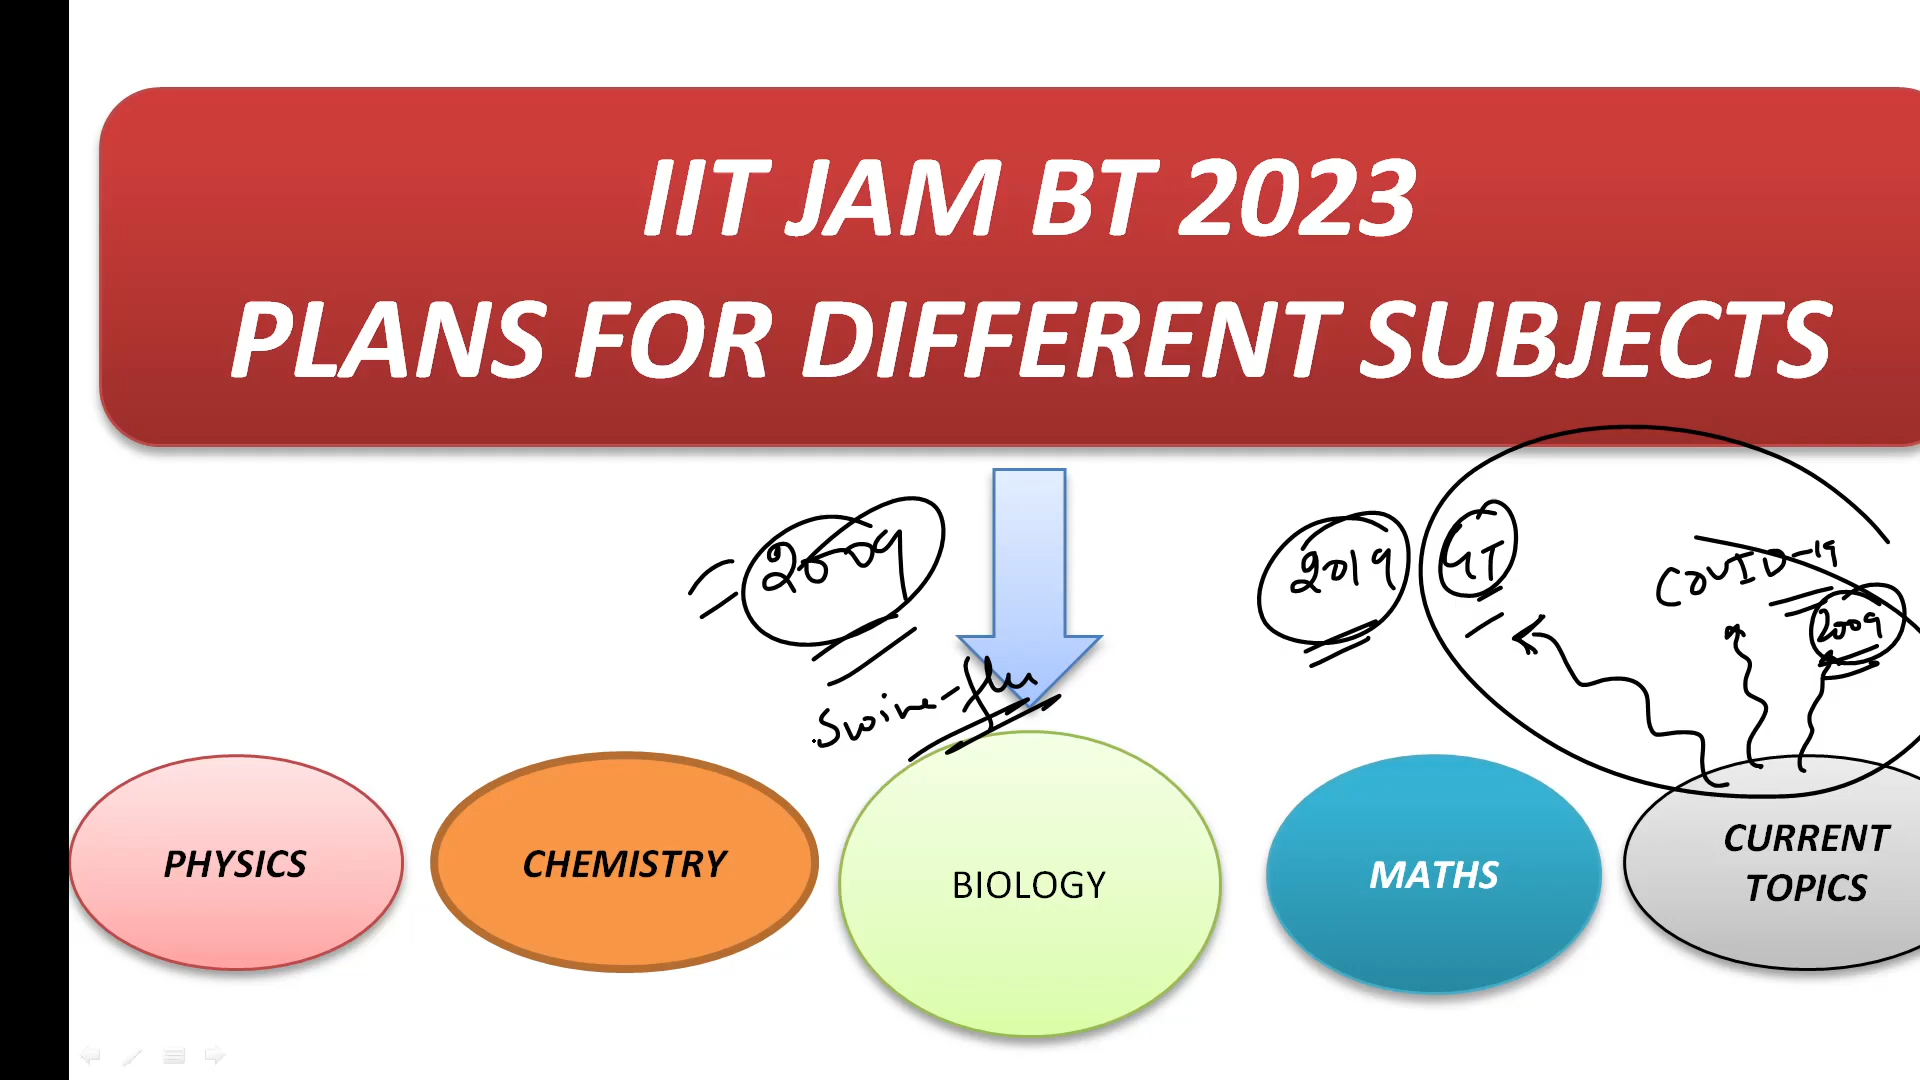 IIT JAM BT 2023
PLANS FOR DIFFERENT SUBJECTS
2009
2019
COVID-19
2009
Swine-flu
PHYSICS
CHEMISTRY
BIOLOGY
MATHS
CURRENT
TOPICS